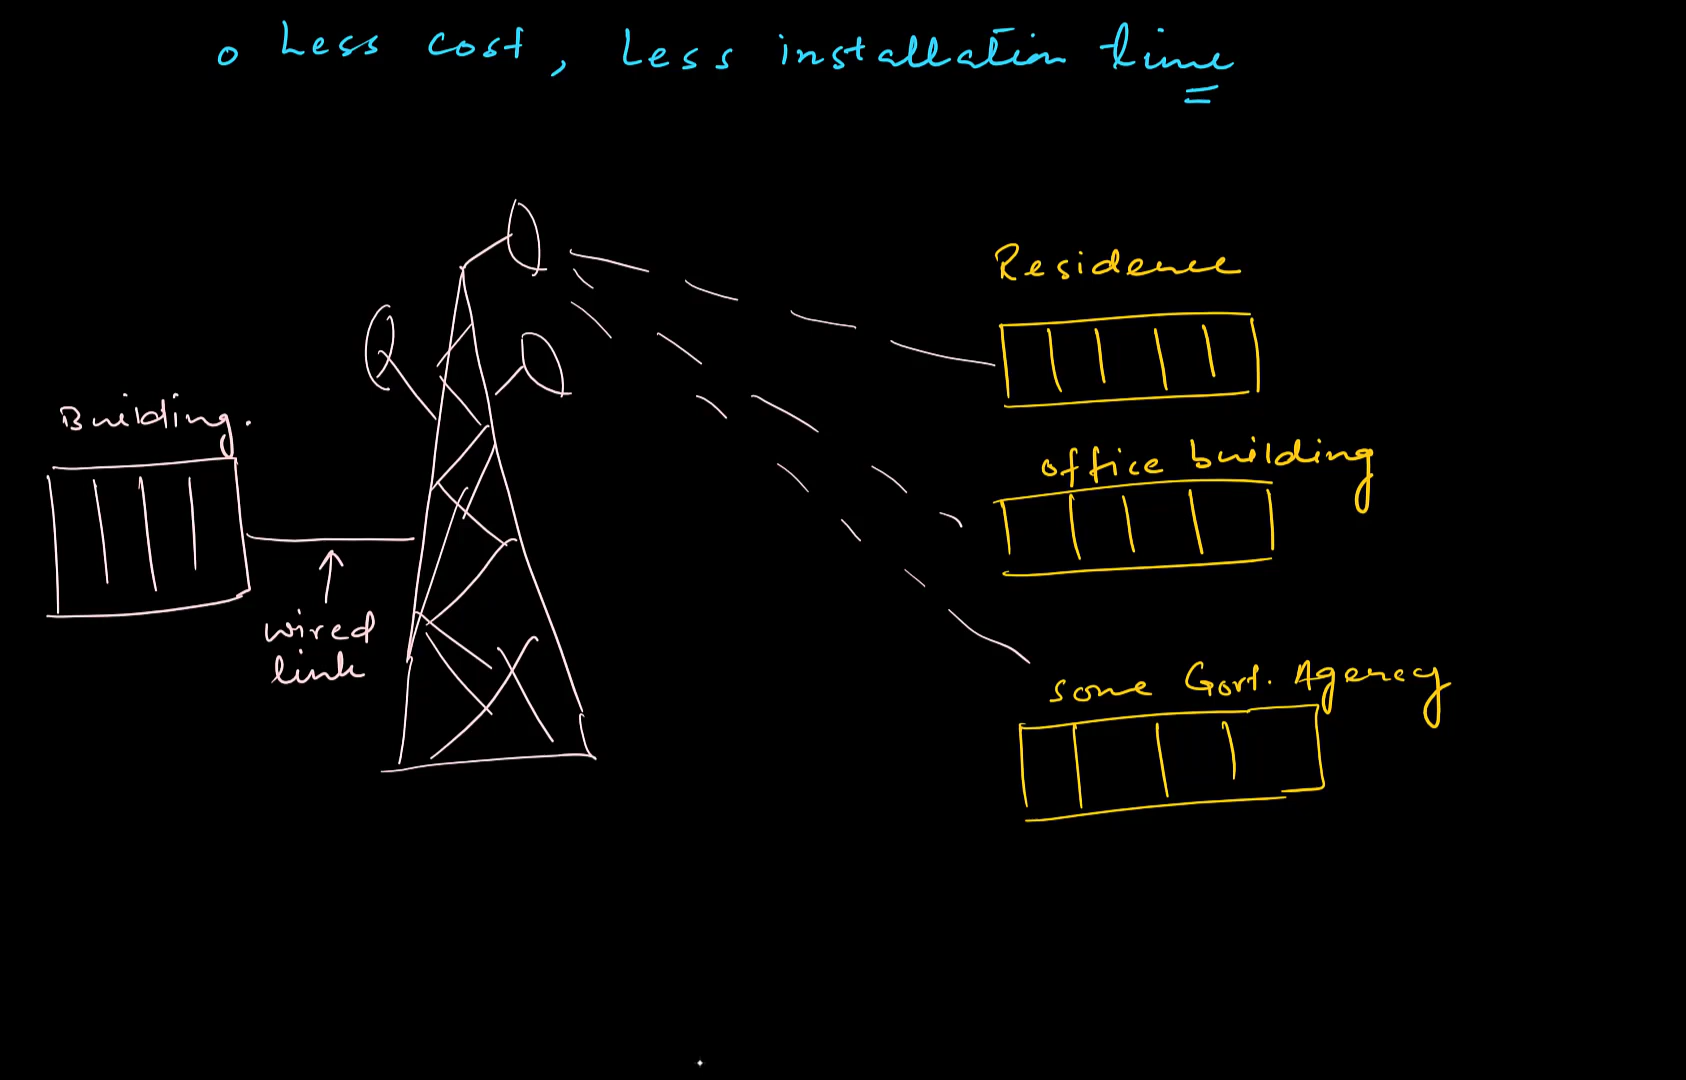 o Less cost, Less installation time
Residence
Building.
office building
wired
link
some Govt. Agency